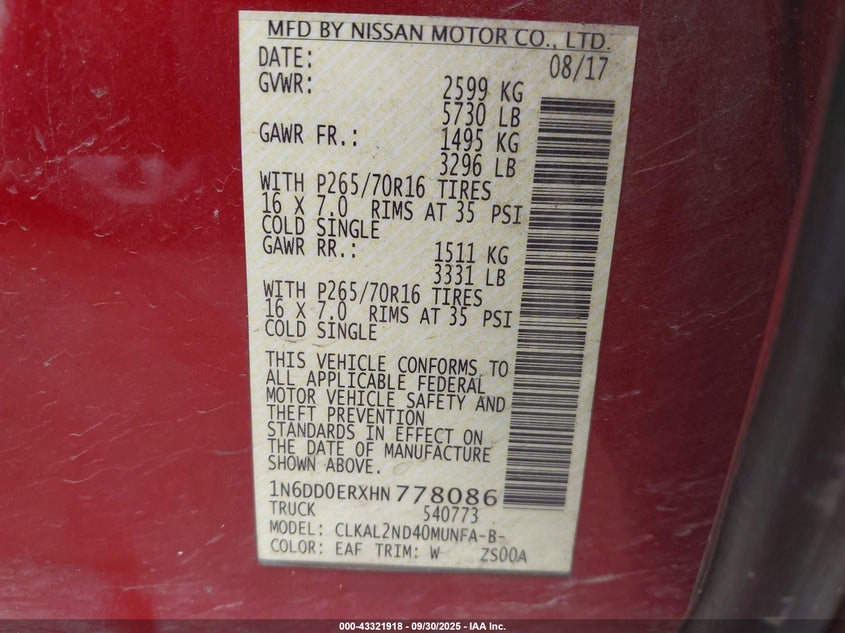 MFD BY NISSAN MOTOR CO., LTD.
DATE: 08/17
GVWR: 2599 KG
5730 LB
GAWR FR.: 1495 KG
3296 LB
WITH P265/70R16 TIRES
16 X 7.0 RIMS AT 35 PSI
COLD SINGLE
GAWR RR.: 1511 KG
3331 LB
WITH P265/70R16 TIRES
16 X 7.0 RIMS AT 35 PSI
COLD SINGLE
THIS VEHICLE CONFORMS TO
ALL APPLICABLE FEDERAL
MOTOR VEHICLE SAFETY AND
THEFT PREVENTION
STANDARDS IN EFFECT ON
THE DATE OF MANUFACTURE
SHOWN ABOVE.
1N6DD0ERXHN778086
TRUCK 540773
MODEL: CLKAL2ND40MUNFA-B-
COLOR: EAF TRIM: W ZS00A
000-43321918 - 09/30/2025 - IAA Inc.